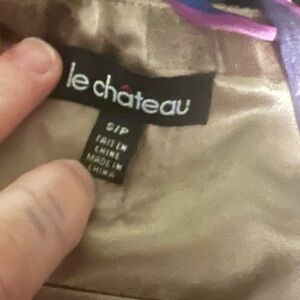 le château
S/P
FAIT EN
CHINE
MADE IN
CHINA